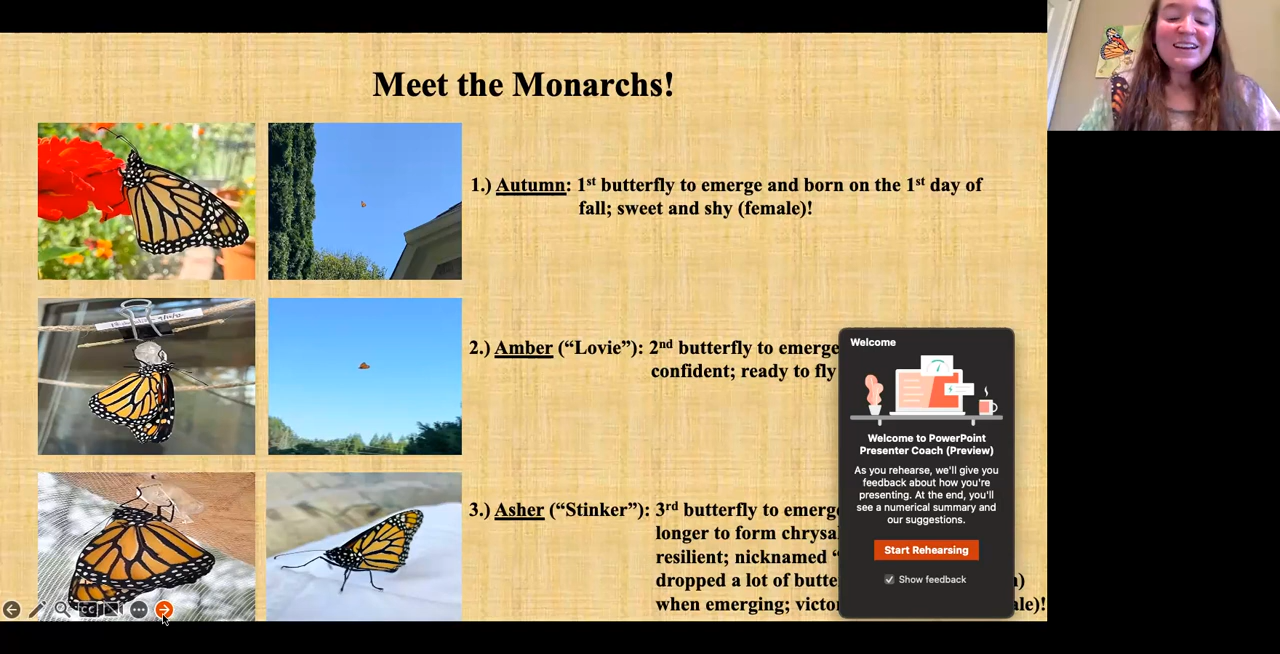 Meet the Monarchs!
1.) Autumn: 1st butterfly to emerge and born on the 1st day of
fall; sweet and shy (female)!
2.) Amber (“Lovie”): 2nd butterfly to emerge
confident; ready to fly
3.) Asher (“Stinker”): 3rd butterfly to emerge
longer to form
resilient; nicknamed
dropped a lot of
when emerging;
Welcome
Welcome to PowerPoint
Presenter Coach (Preview)
As you rehearse, we'll give you
feedback about how you're
presenting. At the end, you'll
see a numerical summary and
our suggestions.
Start Rehearsing
Show feedback